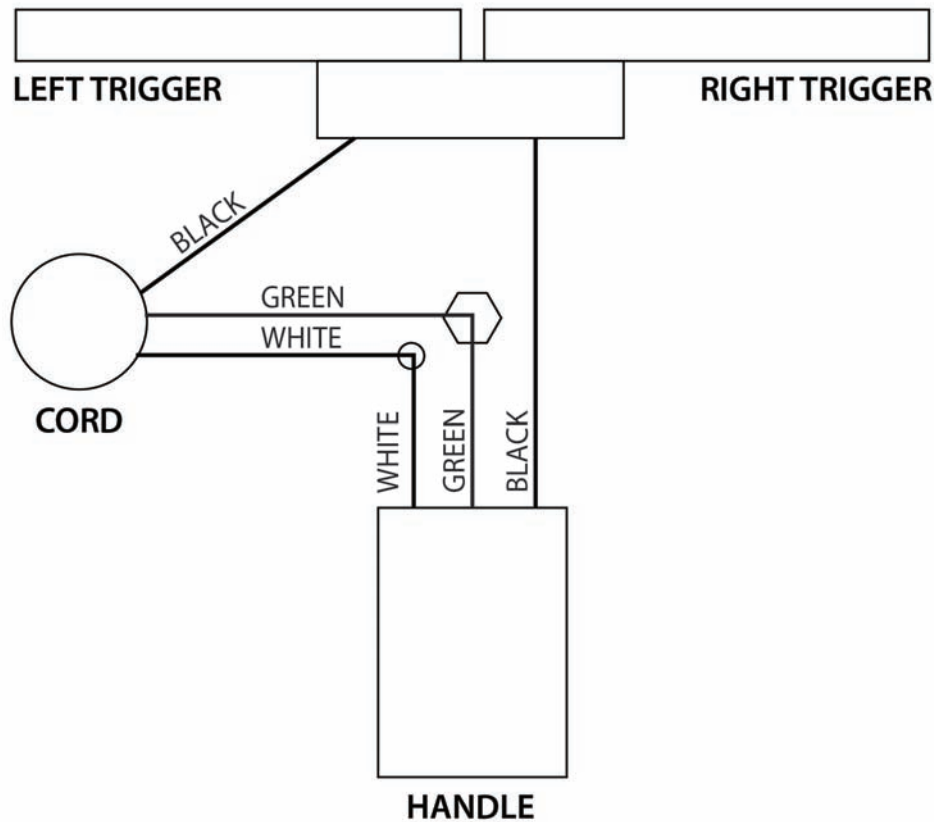 LEFT TRIGGER
RIGHT TRIGGER
BLACK
GREEN
WHITE
CORD
WHITE
GREEN
BLACK
HANDLE